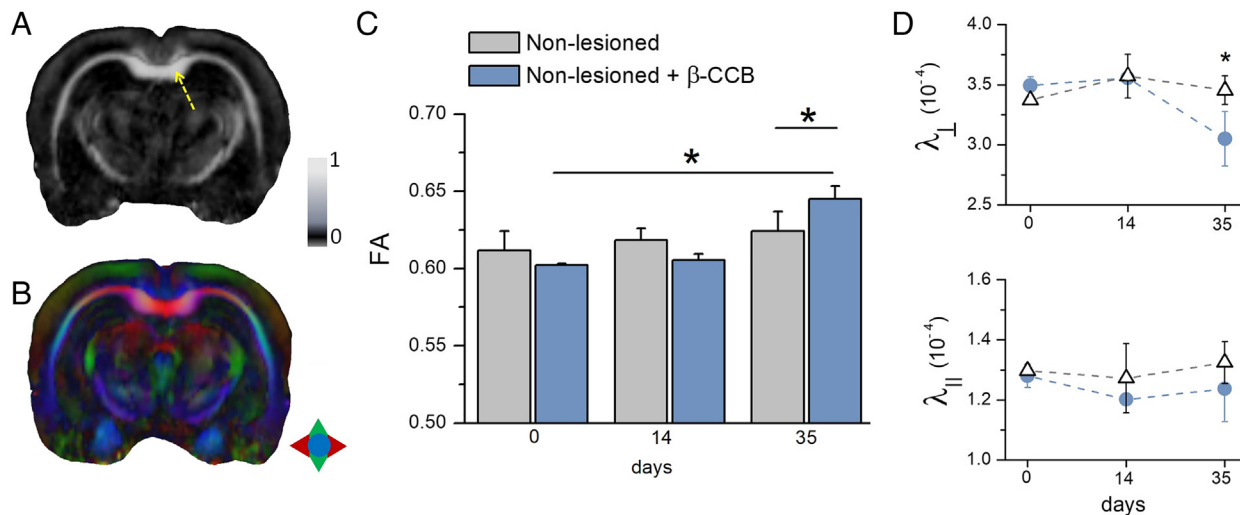 A
1
0
B
C
Non-lesioned
Non-lesioned + β-CCB
FA
0.70
0.65
0.60
0.55
0.50
*
*
0 14 35
days
D
λ⊥ (10⁻⁴)
4.0
3.5
3.0
2.5
*
0 14 35
λ|| (10⁻⁴)
1.6
1.4
1.2
1.0
0 14 35
days